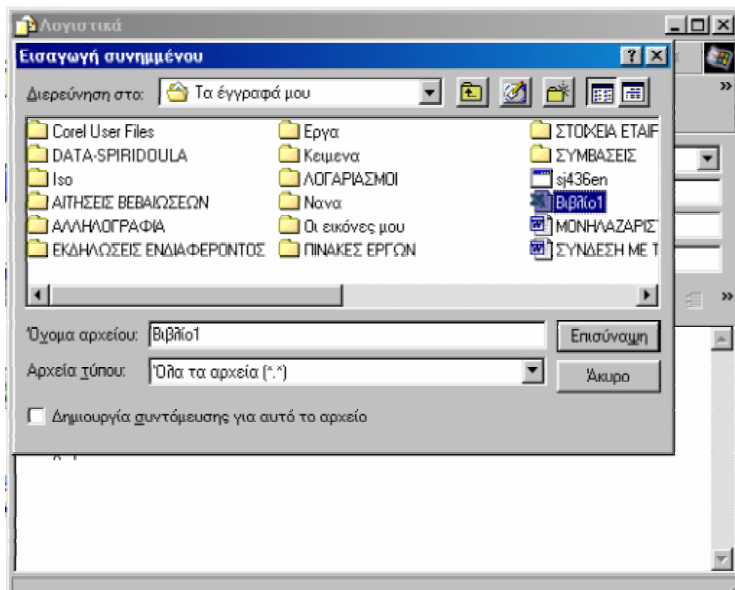 Λογιστικά
Εισαγωγή συνημμένου
Διερεύνηση στο: Τα έγγραφά μου
Corel User Files
DATA-SPIRIDOULA
Iso
ΑΙΤΗΣΕΙΣ ΒΕΒΑΙΩΣΕΩΝ
ΑΛΛΗΛΟΓΡΑΦΙΑ
ΕΚΔΗΛΩΣΕΙΣ ΕΝΔΙΑΦΕΡΟΝΤΟΣ
Εργα
Κειμενα
ΛΟΓΑΡΙΑΣΜΟΙ
Νανα
Οι εικόνες μου
ΠΙΝΑΚΕΣ ΕΡΓΩΝ
ΣΤΟΙΧΕΙΑ ΕΤΑΙΡ
ΣΥΜΒΑΣΕΙΣ
sj436en
Βιβλίο1
ΜΟΝΗΛΑΖΑΡΙΣΤ
ΣΥΝΔΕΣΗ ΜΕ Τ
Όνομα αρχείου: Βιβλίο1
Επισύναψη
Αρχεία τύπου: Όλα τα αρχεία (*.*)
Άκυρο
Δημιουργία συντόμευσης για αυτό το αρχείο